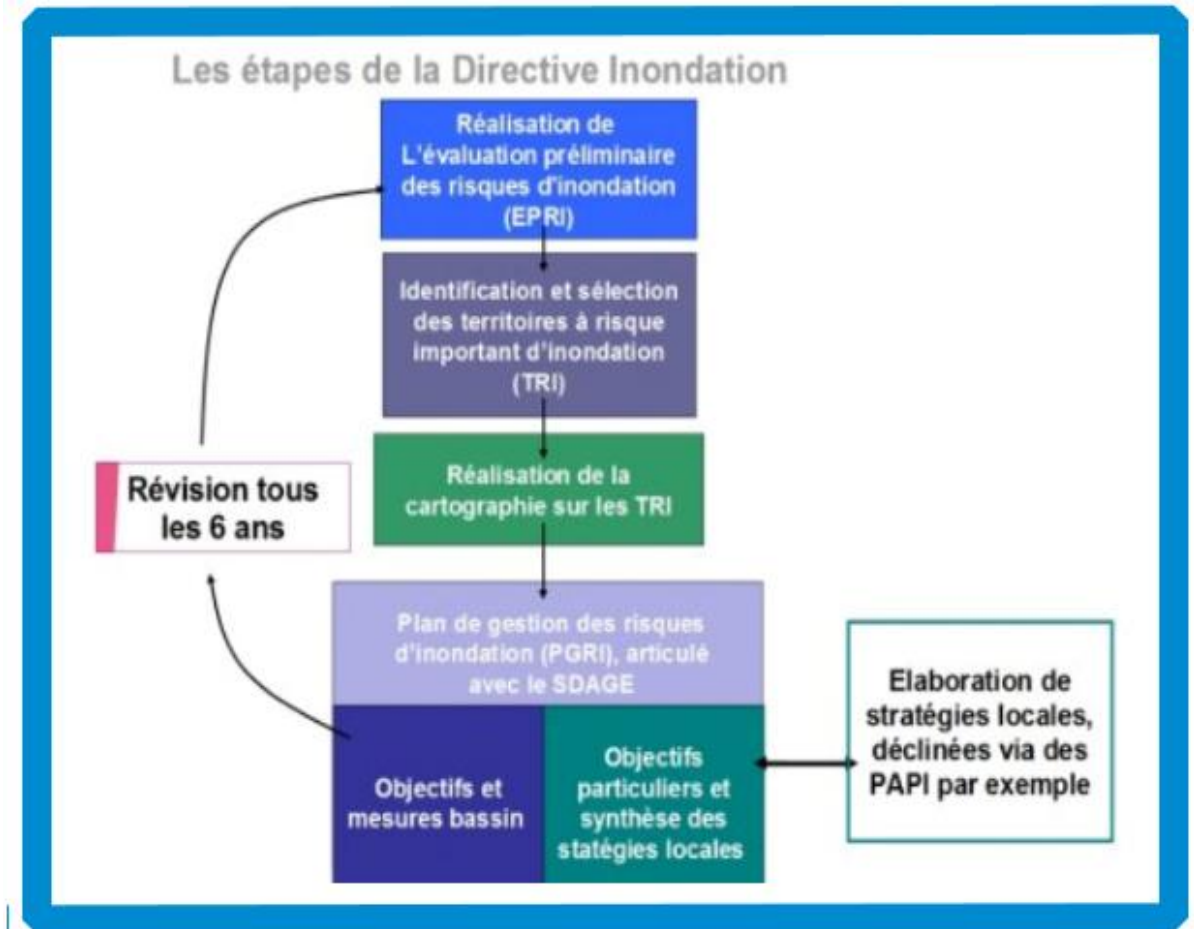 Les étapes de la Directive Inondation
Réalisation de
L'évaluation préliminaire
des risques d'inondation
(EPRI)
Identification et sélection
des territoires à risque
important d'inondation
(TRI)
Réalisation de la
cartographie sur les TRI
Révision tous
les 6 ans
Plan de gestion des risques
d'inondation (PGRI), articulé
avec le SDAGE
Objectifs et
mesures bassin
Objectifs
particuliers et
synthèse des
statégies locales
Elaboration de
stratégies locales,
déclinées via des
PAPI par exemple